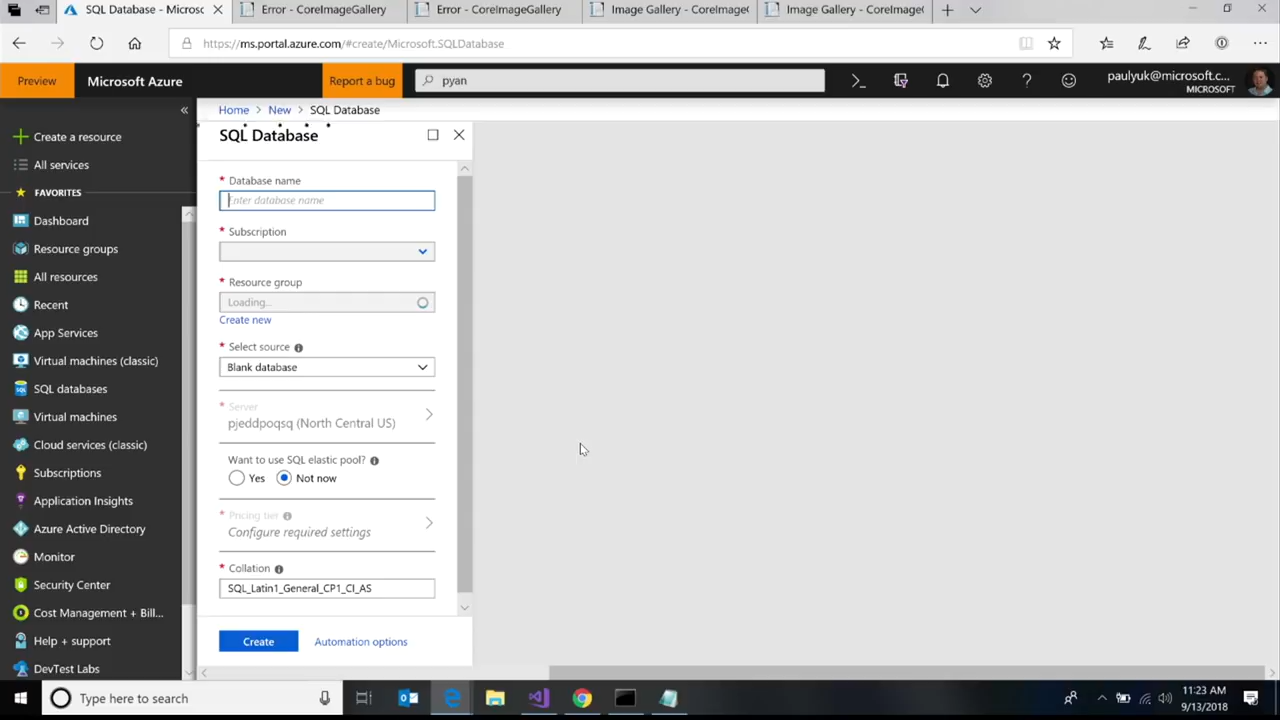 SQL Database - Microsc
Error - CoreImageGallery
Error - CoreImageGallery
Image Gallery - CoreImageG
Image Gallery - CoreImageG
https://ms.portal.azure.com/#create/Microsoft.SQLDatabase
Preview
Microsoft Azure
Report a bug
pyan
paulyuk@microsoft.c...
MICROSOFT
Home > New > SQL Database
Create a resource
All services
FAVORITES
Dashboard
Resource groups
All resources
Recent
App Services
Virtual machines (classic)
SQL databases
Virtual machines
Cloud services (classic)
Subscriptions
Application Insights
Azure Active Directory
Monitor
Security Center
Cost Management + Bill...
Help + support
DevTest Labs
SQL Database
* Database name
Enter database name
* Subscription
* Resource group
Loading...
Create new
* Select source
Blank database
* Server
pjeddpoqsq (North Central US)
Want to use SQL elastic pool?
Yes Not now
* Pricing tier
Configure required settings
* Collation
SQL_Latin1_General_CP1_CI_AS
Create Automation options
Type here to search
11:23 AM
9/13/2018